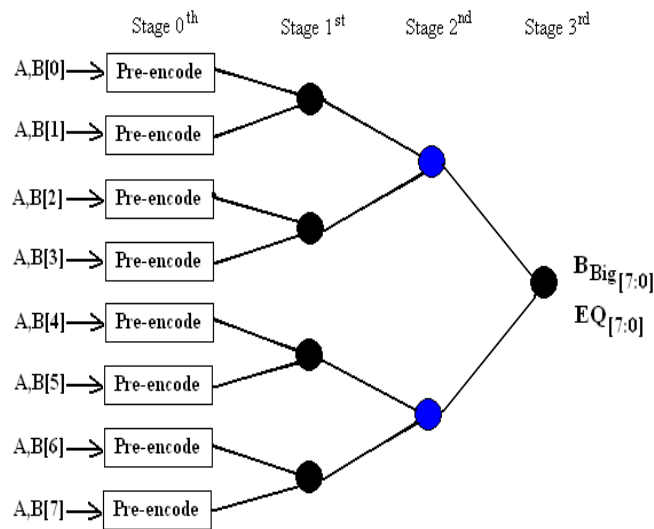 Stage 0th Stage 1st Stage 2nd Stage 3rd
A,B[0] Pre-encode
A,B[1] Pre-encode
A,B[2] Pre-encode
A,B[3] Pre-encode
BBig[7:0]
EQ[7:0]
A,B[4] Pre-encode
A,B[5] Pre-encode
A,B[6] Pre-encode
A,B[7] Pre-encode